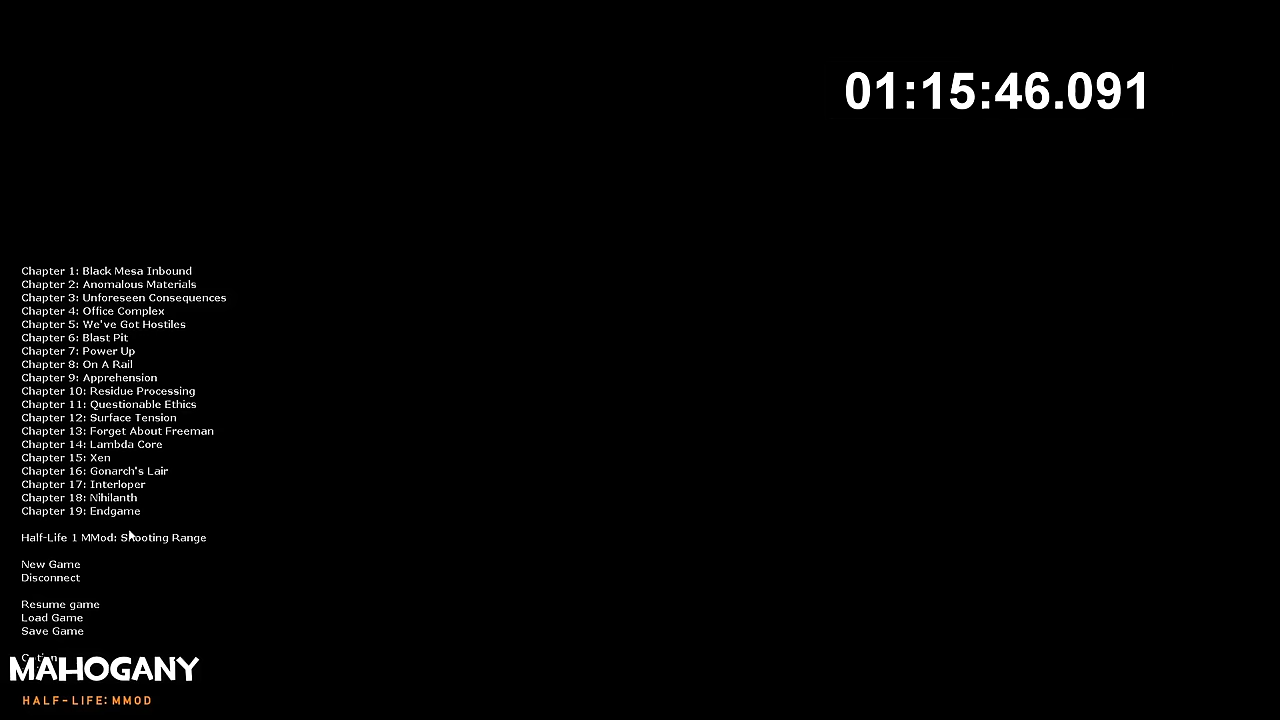 01:15:46.091
Chapter 1: Black Mesa Inbound
Chapter 2: Anomalous Materials
Chapter 3: Unforeseen Consequences
Chapter 4: Office Complex
Chapter 5: We've Got Hostiles
Chapter 6: Blast Pit
Chapter 7: Power Up
Chapter 8: On A Rail
Chapter 9: Apprehension
Chapter 10: Residue Processing
Chapter 11: Questionable Ethics
Chapter 12: Surface Tension
Chapter 13: Forget About Freeman
Chapter 14: Lambda Core
Chapter 15: Xen
Chapter 16: Gonarch's Lair
Chapter 17: Interloper
Chapter 18: Nihilanth
Chapter 19: Endgame
Half-Life 1 MMod: Shooting Range
New Game
Disconnect
Resume game
Load Game
Save Game
MAHOGANY
HALF-LIFE: MMOD